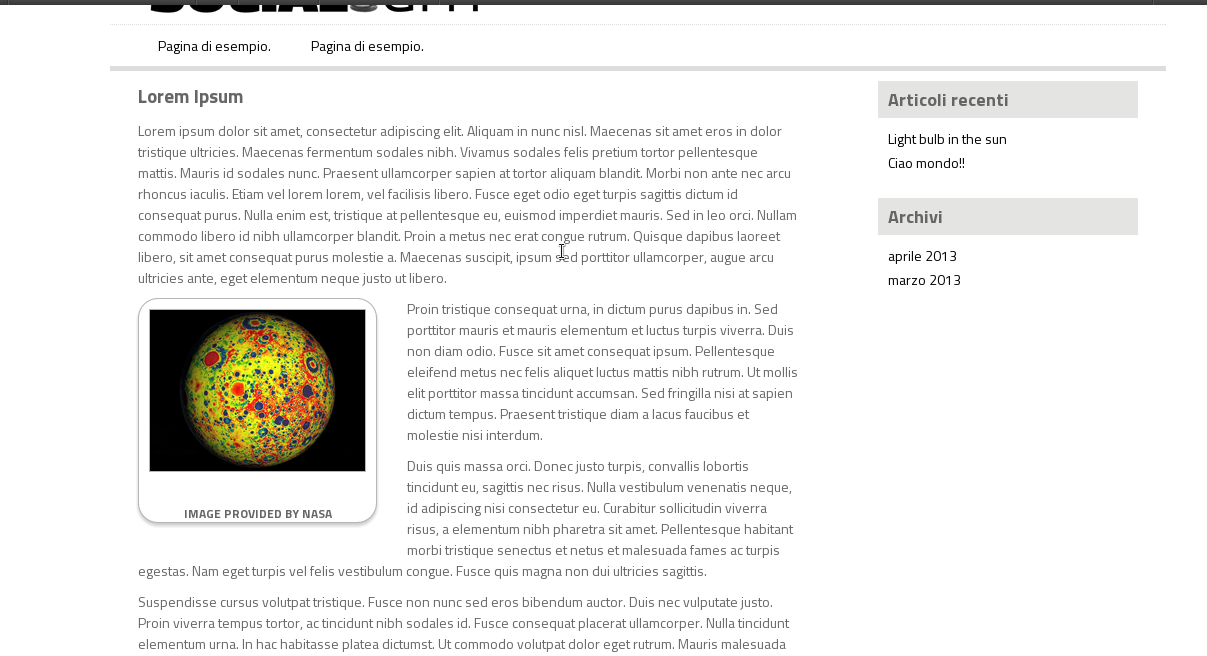 Pagina di esempio. Pagina di esempio.
Lorem Ipsum
Lorem ipsum dolor sit amet, consectetur adipiscing elit. Aliquam in nunc nisl. Maecenas sit amet eros in dolor
tristique ultricies. Maecenas fermentum sodales nibh. Vivamus sodales felis pretium tortor pellentesque
mattis. Mauris id sodales nunc. Praesent ullamcorper sapien at tortor aliquam blandit. Morbi non ante nec arcu
rhoncus iaculis. Etiam vel lorem lorem, vel facilisis libero. Fusce eget odio eget turpis sagittis dictum id
consequat purus. Nulla enim est, tristique at pellentesque eu, euismod imperdiet mauris. Sed in leo orci. Nullam
commodo libero id nibh ullamcorper blandit. Proin a metus nec erat congue rutrum. Quisque dapibus laoreet
libero, sit amet consequat purus molestie a. Maecenas suscipit, ipsum sed porttitor ullamcorper, augue arcu
ultricies ante, eget elementum neque justo ut libero.
IMAGE PROVIDED BY NASA
Proin tristique consequat urna, in dictum purus dapibus in. Sed
porttitor mauris et mauris elementum et luctus turpis viverra. Duis
non diam odio. Fusce sit amet consequat ipsum. Pellentesque
eleifend metus nec felis aliquet luctus mattis nibh rutrum. Ut mollis
elit porttitor massa tincidunt accumsan. Sed fringilla nisi at sapien
dictum tempus. Praesent tristique diam a lacus faucibus et
molestie nisi interdum.
Duis quis massa orci. Donec justo turpis, convallis lobortis
tincidunt eu, sagittis nec risus. Nulla vestibulum venenatis neque,
id adipiscing nisi consectetur eu. Curabitur sollicitudin viverra
risus, a elementum nibh pharetra sit amet. Pellentesque habitant
morbi tristique senectus et netus et malesuada fames ac turpis
egestas. Nam eget turpis vel felis vestibulum congue. Fusce quis magna non dui ultricies sagittis.
Suspendisse cursus volutpat tristique. Fusce non nunc sed eros bibendum auctor. Duis nec vulputate justo.
Proin viverra tempus tortor, ac tincidunt nibh sodales id. Fusce consequat placerat ullamcorper. Nulla tincidunt
elementum urna. In hac habitasse platea dictumst. Ut commodo volutpat dolor eget rutrum. Mauris malesuada
Articoli recenti
Light bulb in the sun
Ciao mondo!!
Archivi
aprile 2013
marzo 2013